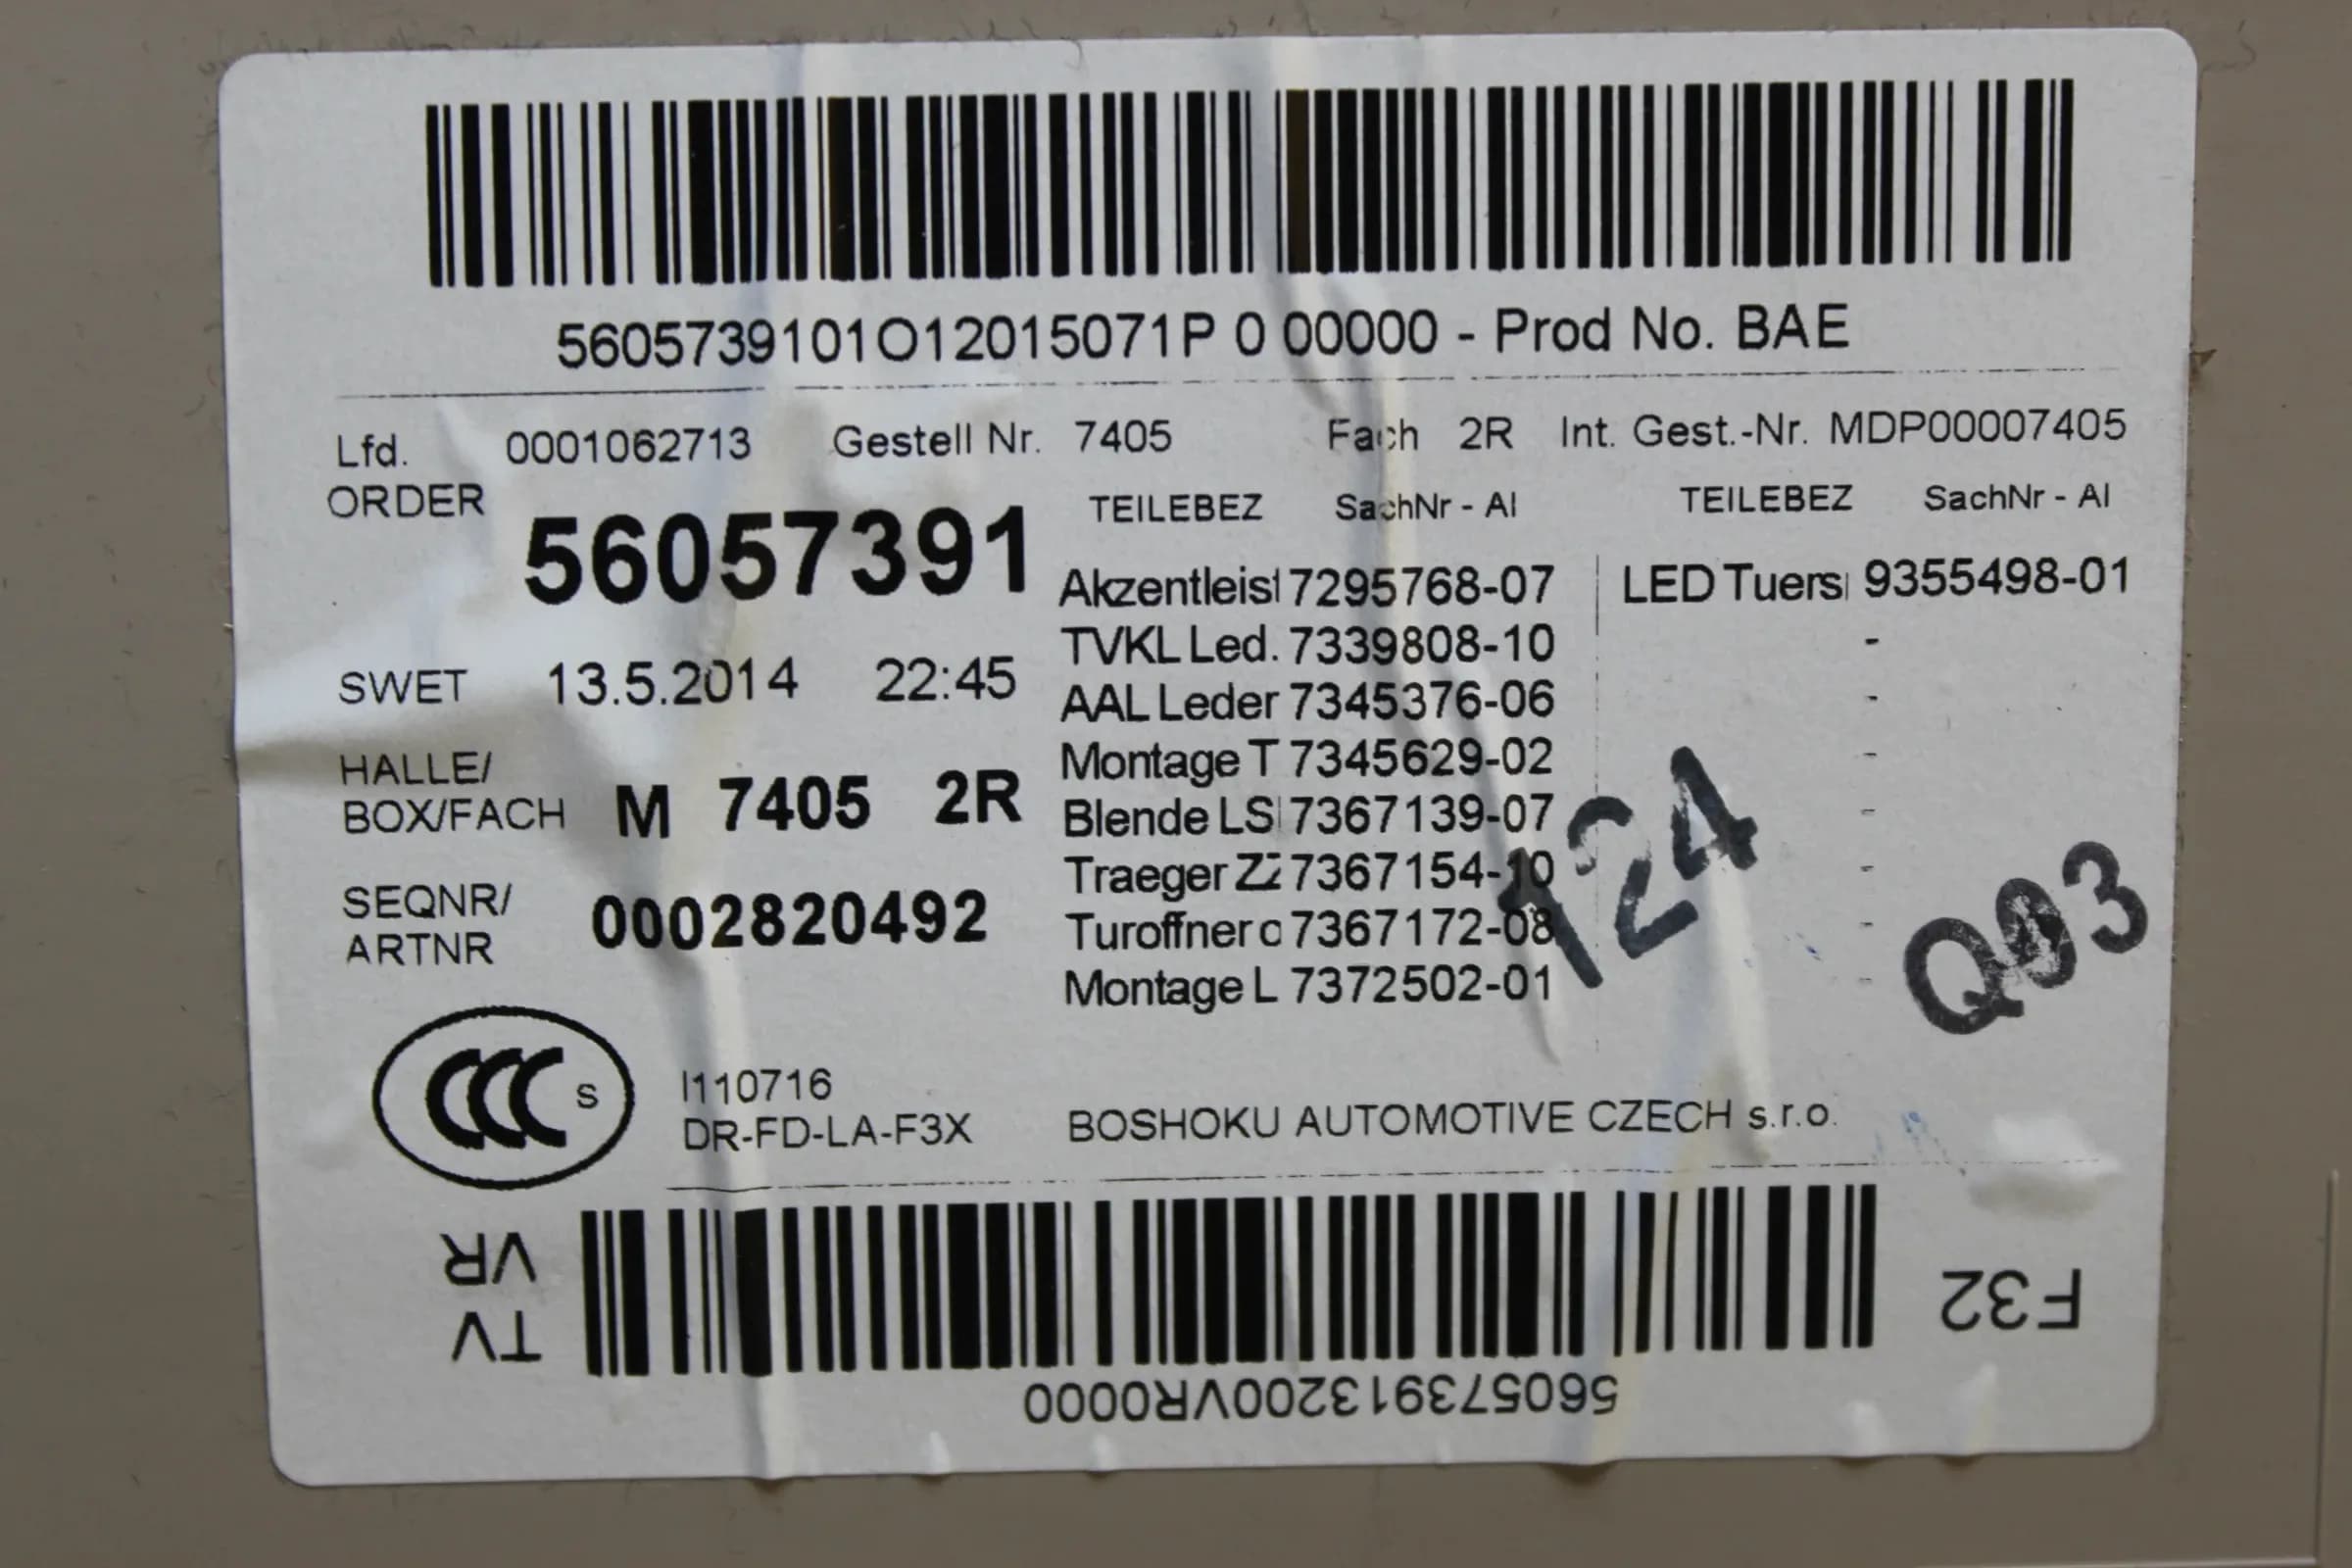 5605739101O12015071P 0 00000 - Prod No. BAE
Lfd. 0001062713 Gestell Nr. 7405 Fach 2R Int. Gest.-Nr. MDP00007405
ORDER 56057391
TEILEBEZ SachNr - AI TEILEBEZ SachNr - AI
Akzentleist 7295768-07 LED Tuers 9355498-01
TVKL Led. 7339808-10 -
SWET 13.5.2014 22:45
AAL Leder 7345376-06 -
Montage T 7345629-02 -
HALLE/
BOX/FACH M 7405 2R
Blende LS 7367139-07 -
Traeger ZZ 7367154-10 -
SEQNR/
ARTNR 0002820492
Turoffner c 7367172-08 -
Montage L 7372502-01 -
124
Q03
CCC S
I110716
DR-FD-LA-F3X BOSHOKU AUTOMOTIVE CZECH s.r.o.
TV VR
F32
560573913200VR0000